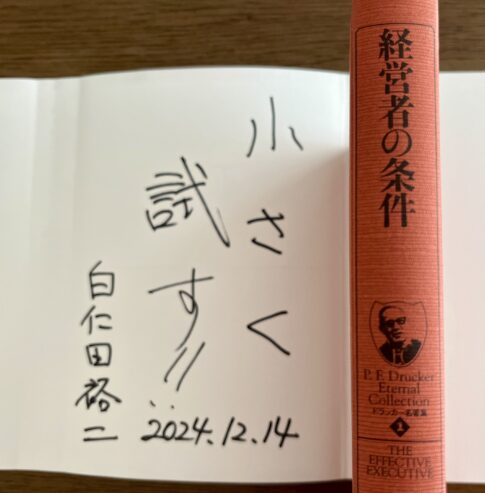 小さく
試す!!
白仁田裕二
2024.12.14
経営者の条件
P. F. Drucker
Eternal
Collection
ドラッカー名著集
1
THE
EFFECTIVE
EXECUTIVE